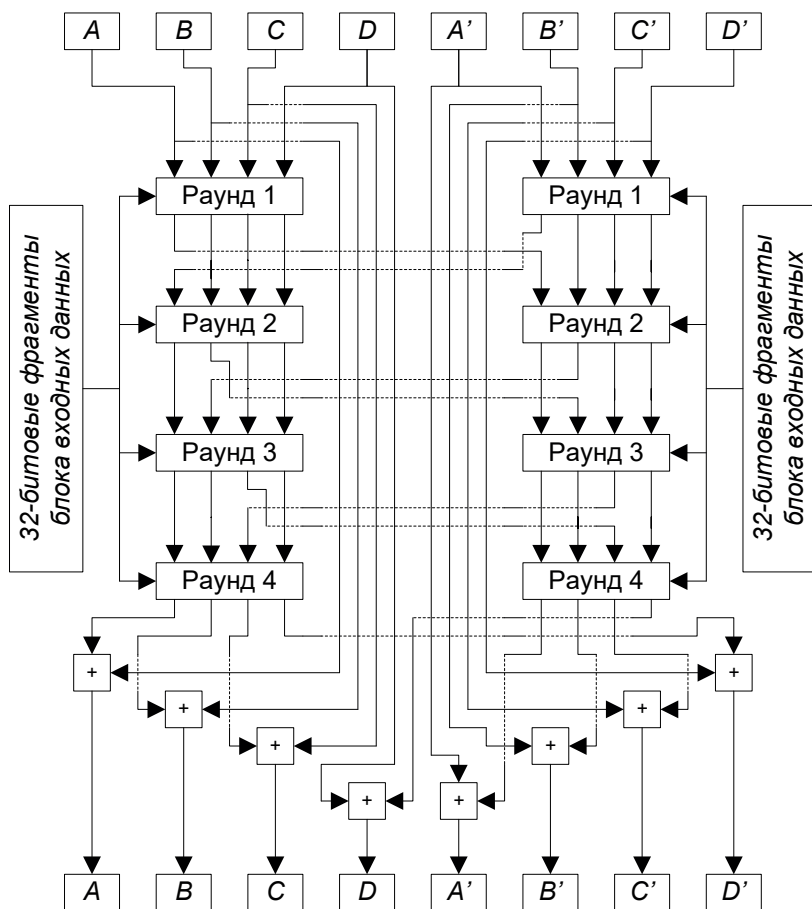 A B C D A’ B’ C’ D’
Раунд 1 Раунд 1
32-битовые фрагменты
блока входных данных
32-битовые фрагменты
блока входных данных
Раунд 2 Раунд 2
Раунд 3 Раунд 3
Раунд 4 Раунд 4
+ +
+ +
+ +
+ +
A B C D A’ B’ C’ D’